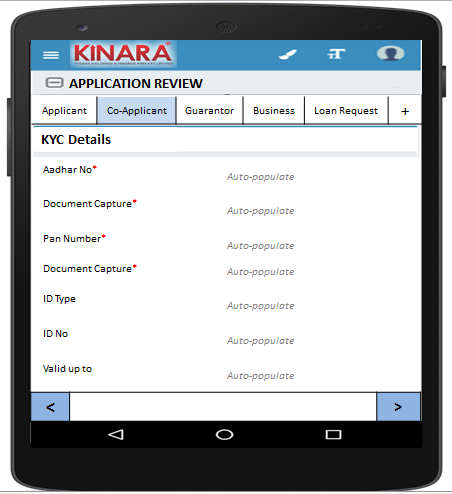 KINARA
APPLICATION REVIEW
Applicant Co-Applicant Guarantor Business Loan Request +
KYC Details
Aadhar No* Auto-populate
Document Capture* Auto-populate
Pan Number* Auto-populate
Document Capture* Auto-populate
ID Type Auto-populate
ID No Auto-populate
Valid up to Auto-populate
< >